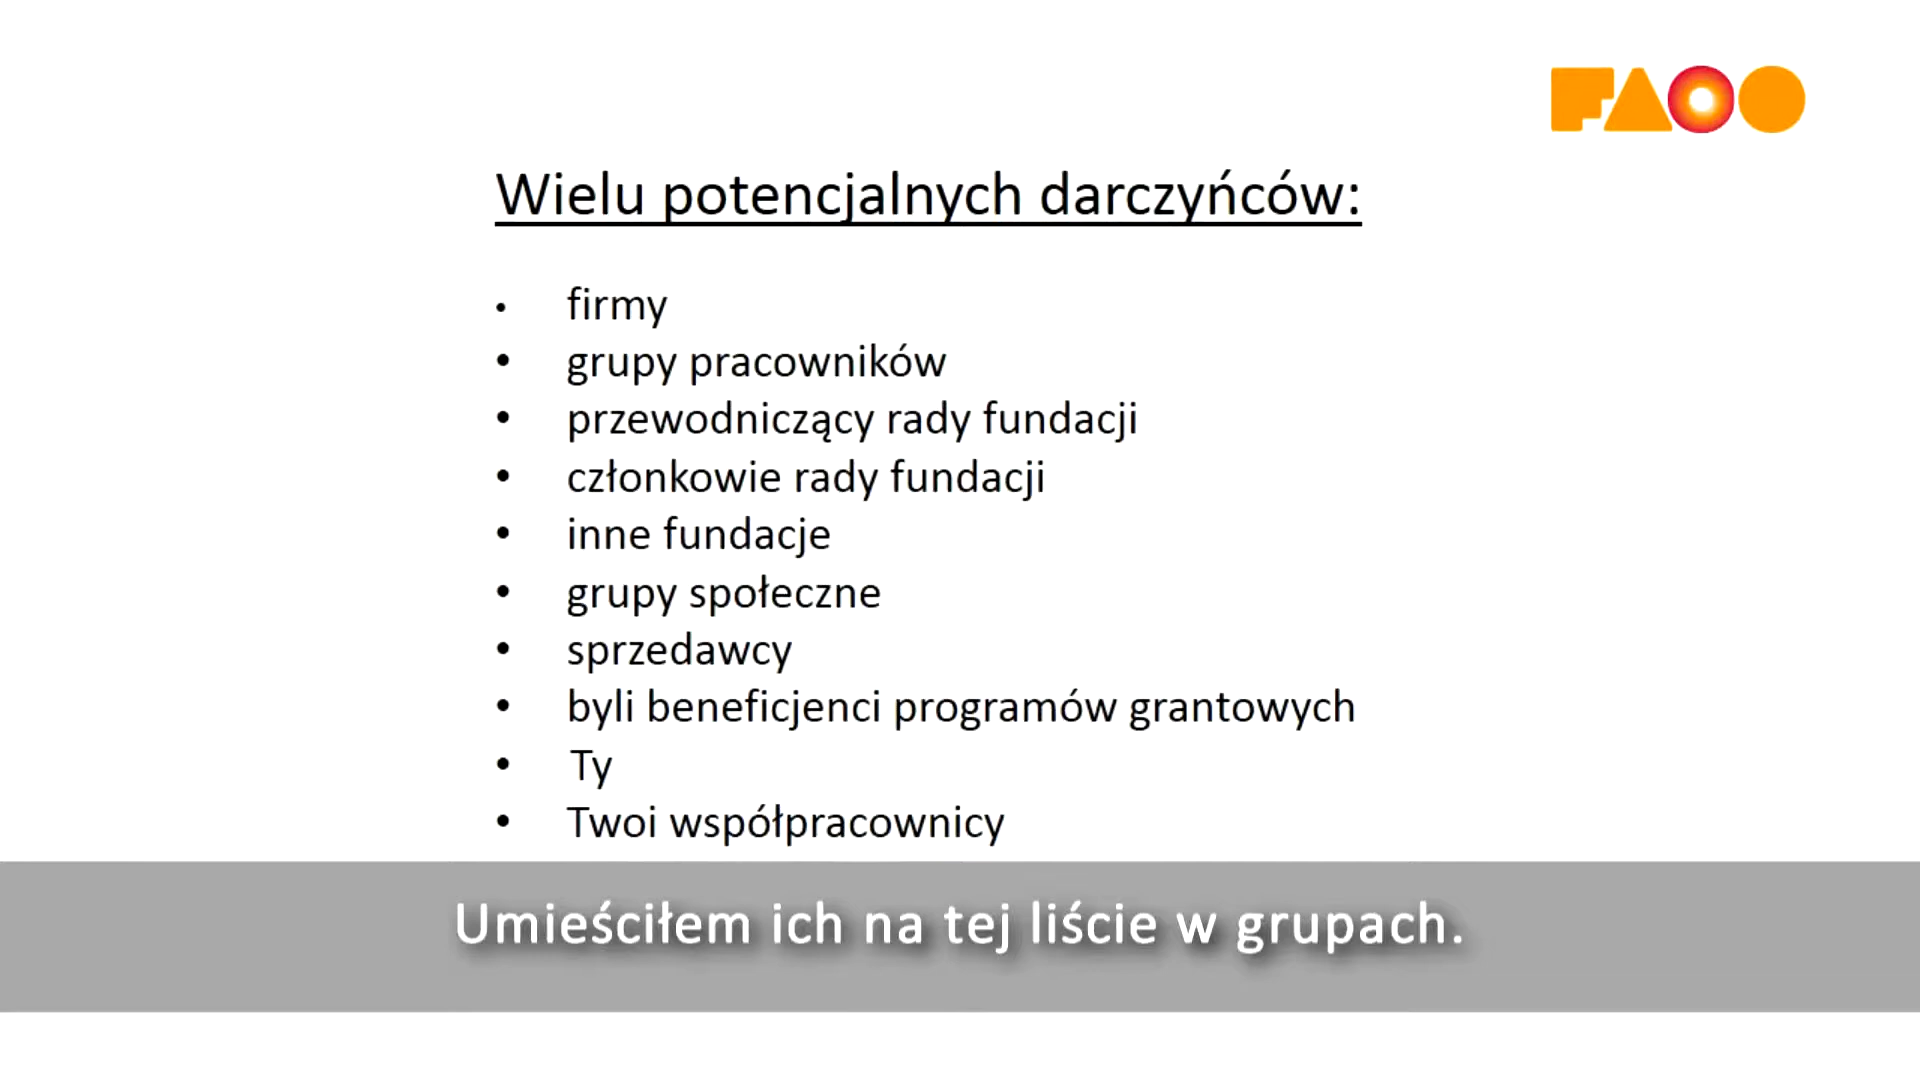 FAOO
Wielu potencjalnych darczyńców:
• firmy
• grupy pracowników
• przewodniczący rady fundacji
• członkowie rady fundacji
• inne fundacje
• grupy społeczne
• sprzedawcy
• byli beneficjenci programów grantowych
• Ty
• Twoi współpracownicy
Umieściłem ich na tej liście w grupach.